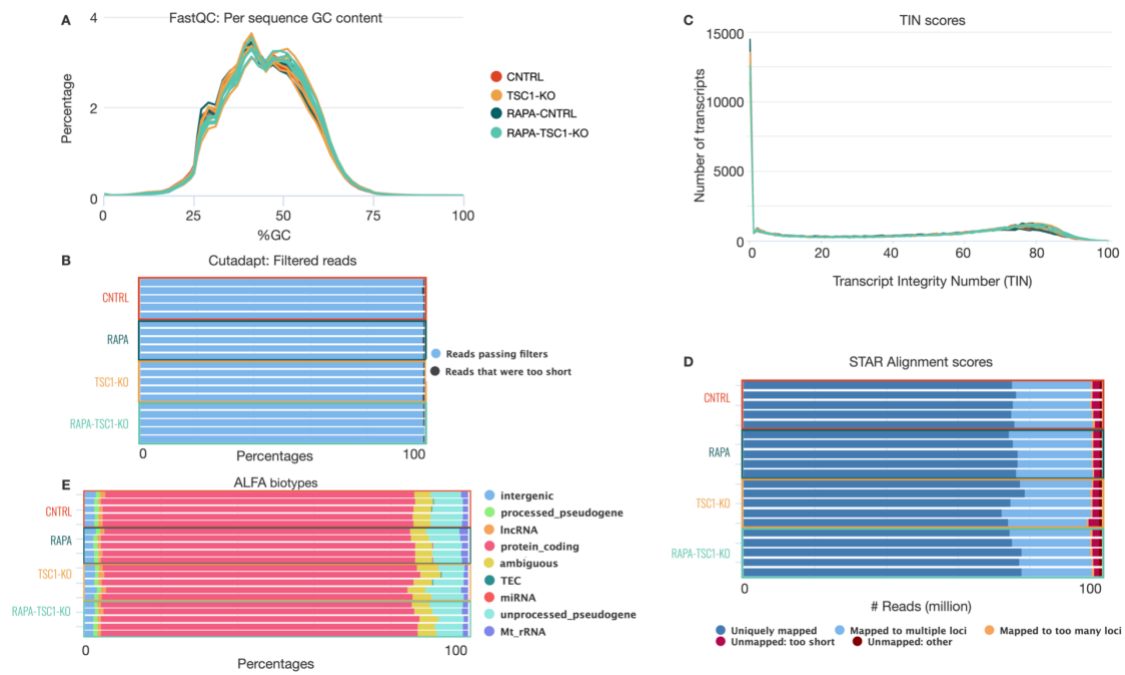 A
FastQC: Per sequence GC content
4
2
0
Percentage
0 25 50 75 100
%GC
CNTRL
TSC1-KO
RAPA-CNTRL
RAPA-TSC1-KO
B
Cutadapt: Filtered reads
CNTRL
RAPA
TSC1-KO
RAPA-TSC1-KO
Reads passing filters
Reads that were too short
0 100
Percentages
E
ALFA biotypes
CNTRL
RAPA
TSC1-KO
RAPA-TSC1-KO
intergenic
processed_pseudogene
lncRNA
protein_coding
ambiguous
TEC
miRNA
unprocessed_pseudogene
Mt_rRNA
0 100
Percentages
C
TIN scores
15000
10000
5000
0
Number of transcripts
0 20 40 60 80 100
Transcript Integrity Number (TIN)
D
STAR Alignment scores
CNTRL
RAPA
TSC1-KO
RAPA-TSC1-KO
0 100
# Reads (million)
Uniquely mapped Mapped to multiple loci Mapped to too many loci
Unmapped: too short Unmapped: other